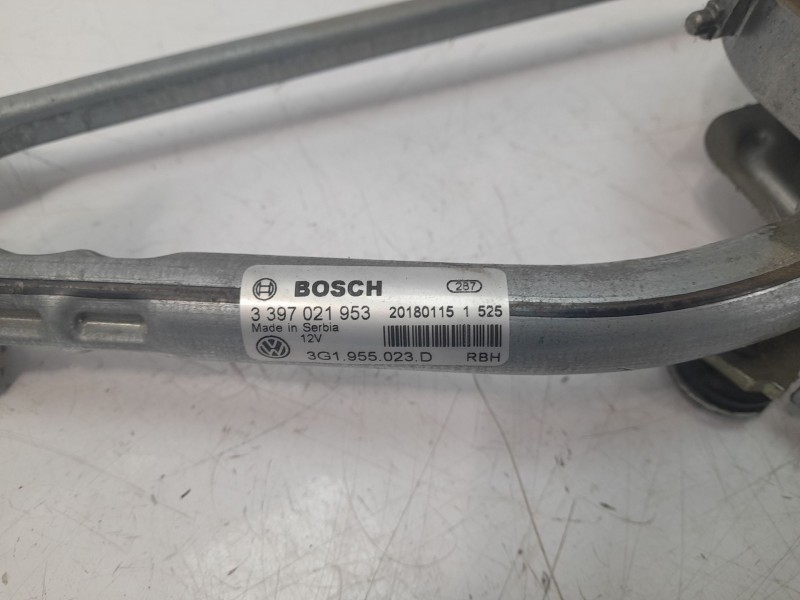 BOSCH 287
3 397 021 953 20180115 1 525
Made in Serbia
12V
3G1.955.023.D RBH